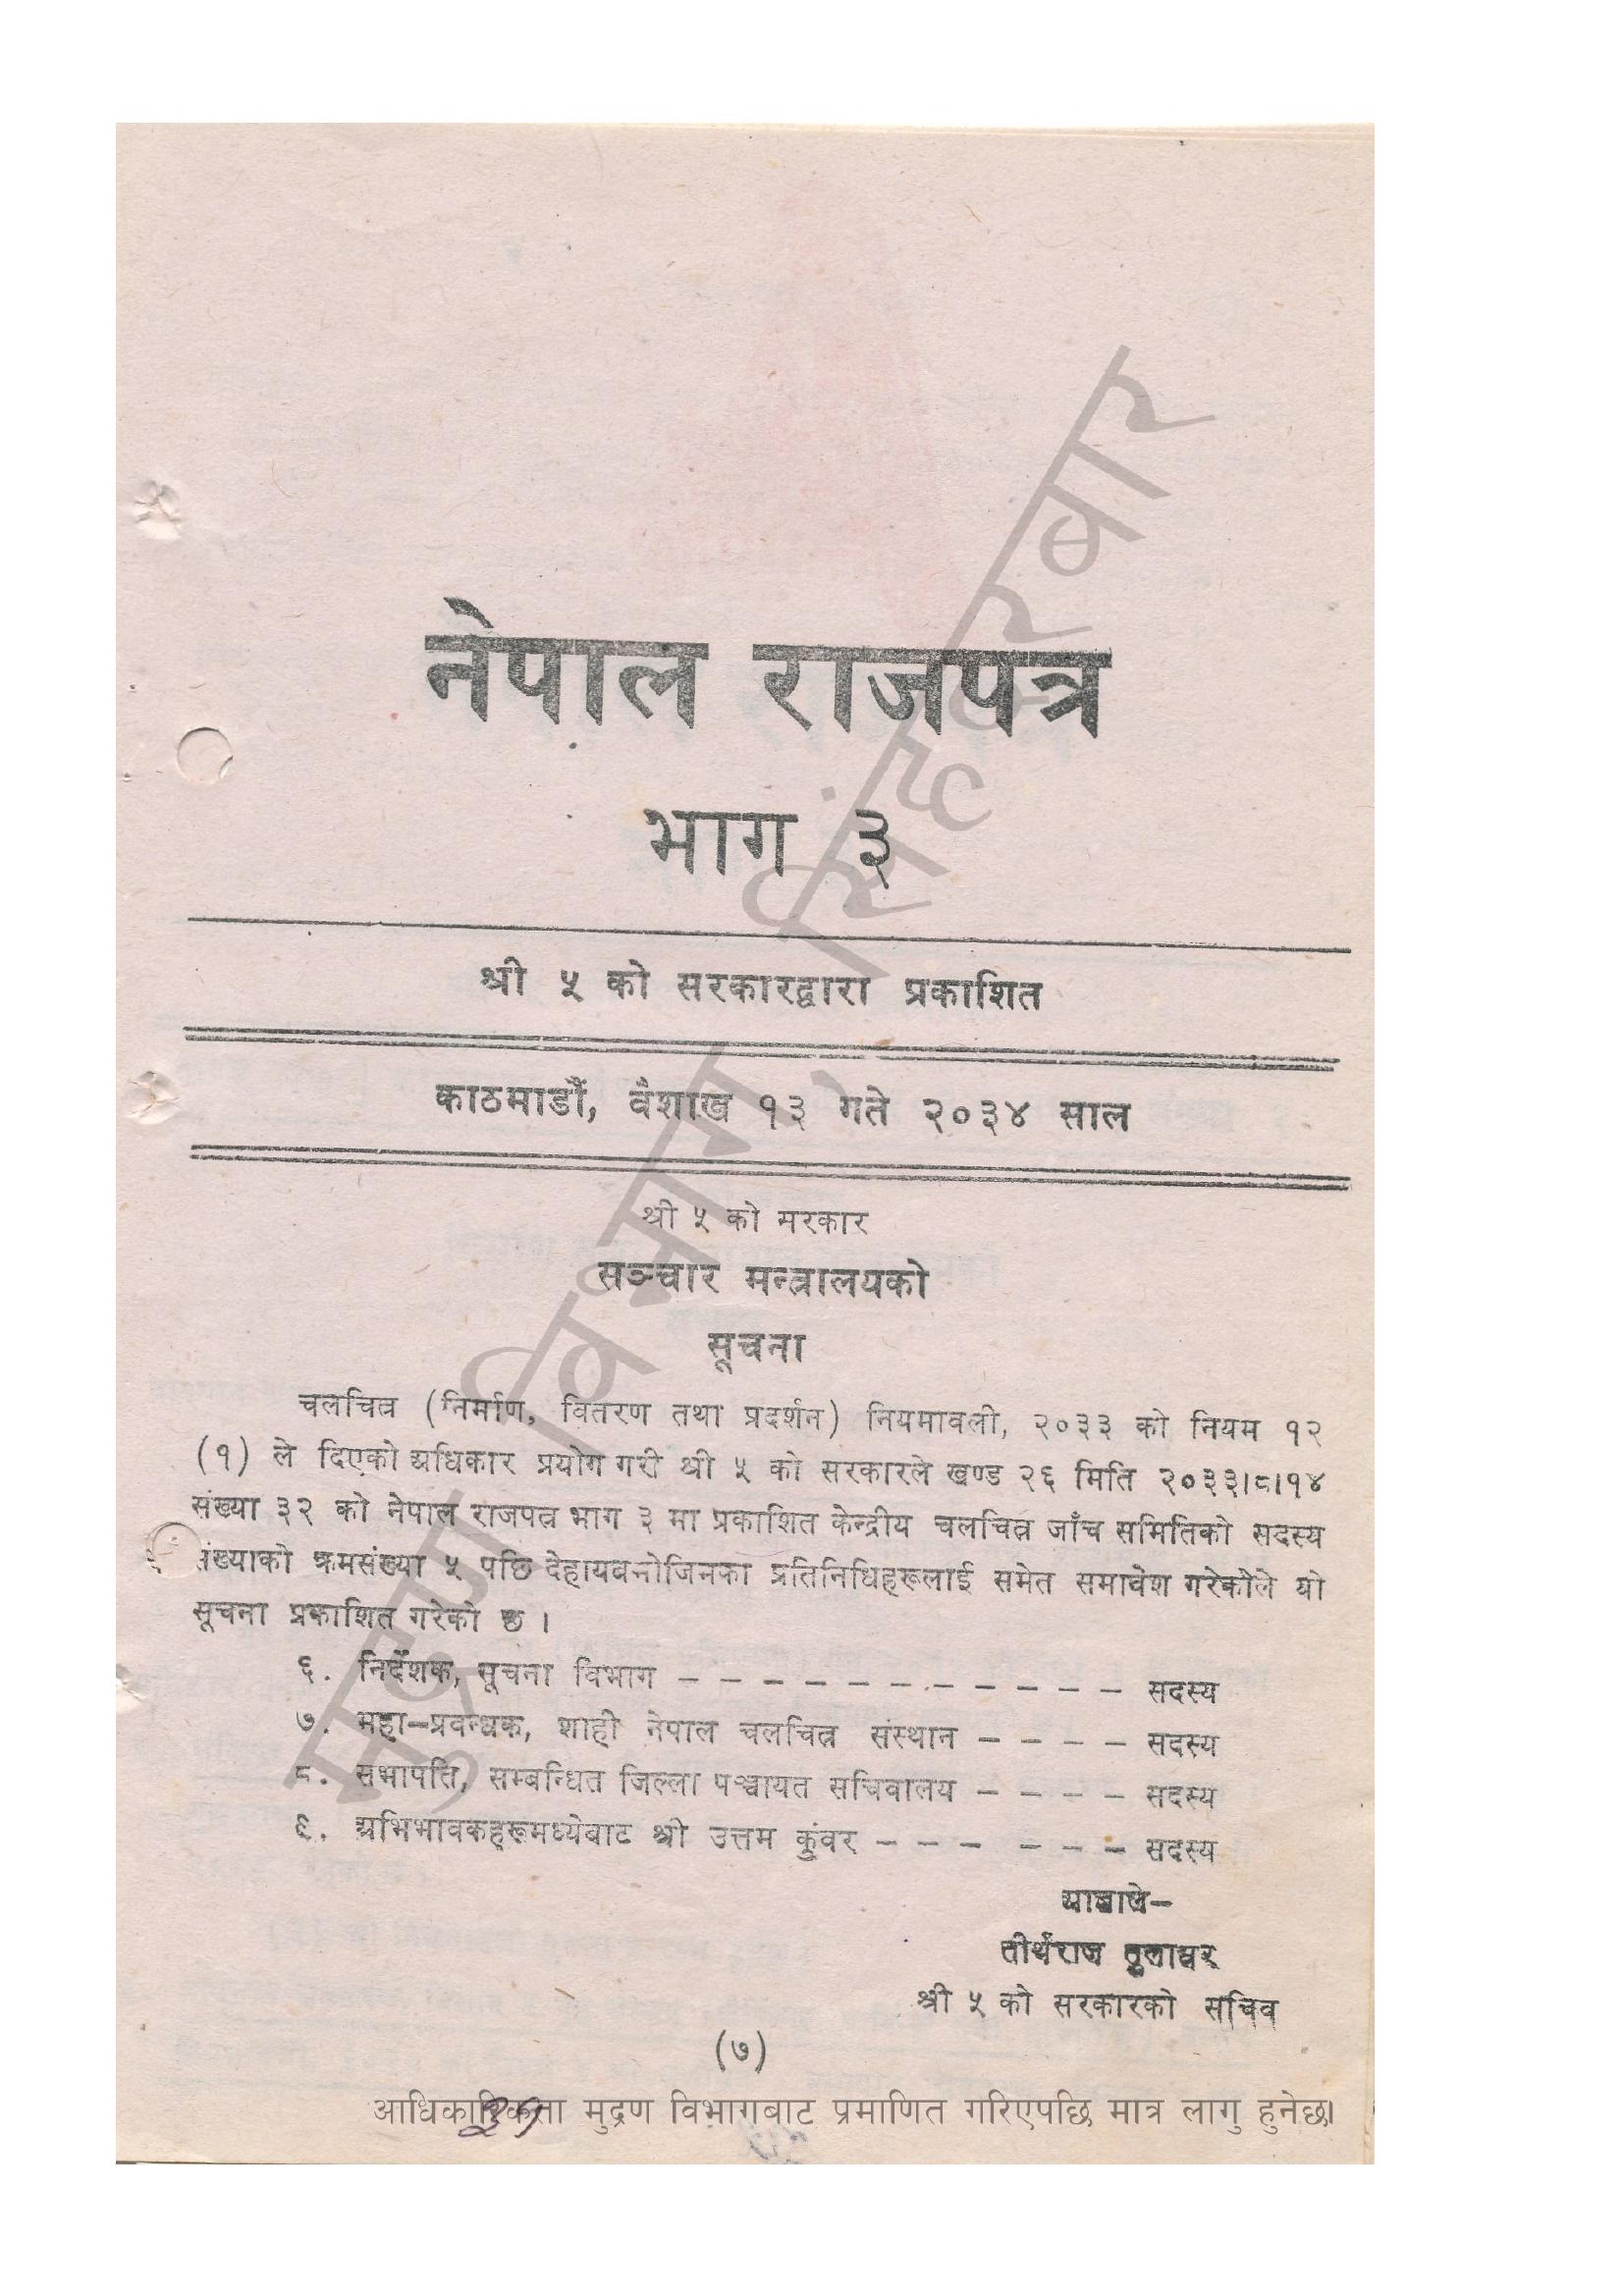 नेपाल राजपत्र
भाग ३
श्री ५ को सरकारद्वारा प्रकाशित
काठमाडौं, वैशाख १३ गते २०३४ साल
श्री ५ को सरकार
सञ्चार मन्त्रालयको
सूचना
चलचित्र (निर्माण, वितरण तथा प्रदर्शन) नियमावली, २०३३ को नियम १२
(१) ले दिएको अधिकार प्रयोग गरी श्री ५ को सरकारले खण्ड २६ मिति २०३३।८।१४
संख्या ३२ को नेपाल राजपत्र भाग ३ मा प्रकाशित केन्द्रीय चलचित्र जाँच समितिको सदस्य
संख्याको क्रमसंख्या ५ पछि देहायबमोजिमका प्रतिनिधिहरूलाई समेत समावेश गरेकोले यो
सूचना प्रकाशित गरेको छ ।
६. निर्देशक, सूचना विभाग – – – – – – – – – – – सदस्य
७. महा–प्रवन्धक, शाही नेपाल चलचित्र संस्थान – – – – सदस्य
८. सभापति, सम्बन्धित जिल्ला पञ्चायत सचिवालय – – – – सदस्य
९. अभिभावकहरूमध्येबाट श्री उत्तम कुंवर – – – – – – सदस्य
आज्ञाले–
तीर्थराज तुलाधर
श्री ५ को सरकारको सचिव
(७)
आधिकारिकता मुद्रण विभागबाट प्रमाणित गरिएपछि मात्र लागु हुनेछ।
मुद्रण विभाग, सिंहदरबार